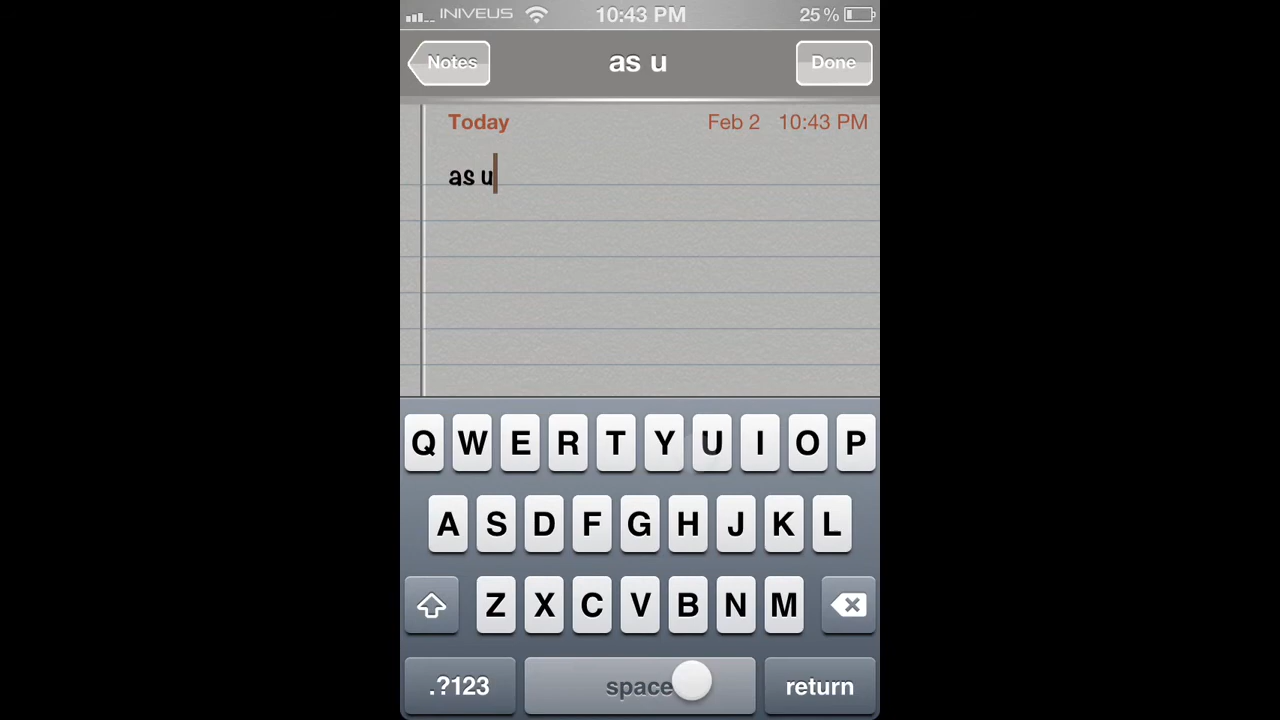 INIVEUS 10:43 PM 25%
Notes as u Done
Today Feb 2 10:43 PM
as u
Q W E R T Y U I O P
A S D F G H J K L
Z X C V B N M
.?123 space return